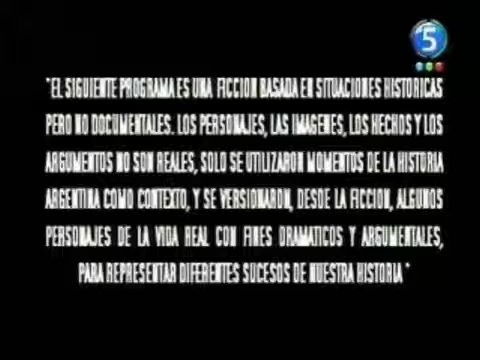 5
"EL SIGUIENTE PROGRAMA ES UNA FICCION BASADA EN SITUACIONES HISTORICAS
PERO NO DOCUMENTALES. LOS PERSONAJES, LAS IMAGENES, LOS HECHOS Y LOS
ARGUMENTOS NO SON REALES, SOLO SE UTILIZARON MOMENTOS DE LA HISTORIA
ARGENTINA COMO CONTEXTO, Y SE VERSIONARON, DESDE LA FICCION, ALGUNOS
PERSONAJES DE LA VIDA REAL CON FINES DRAMATICOS Y ARGUMENTALES,
PARA REPRESENTAR DIFERENTES SUCESOS DE NUESTRA HISTORIA"